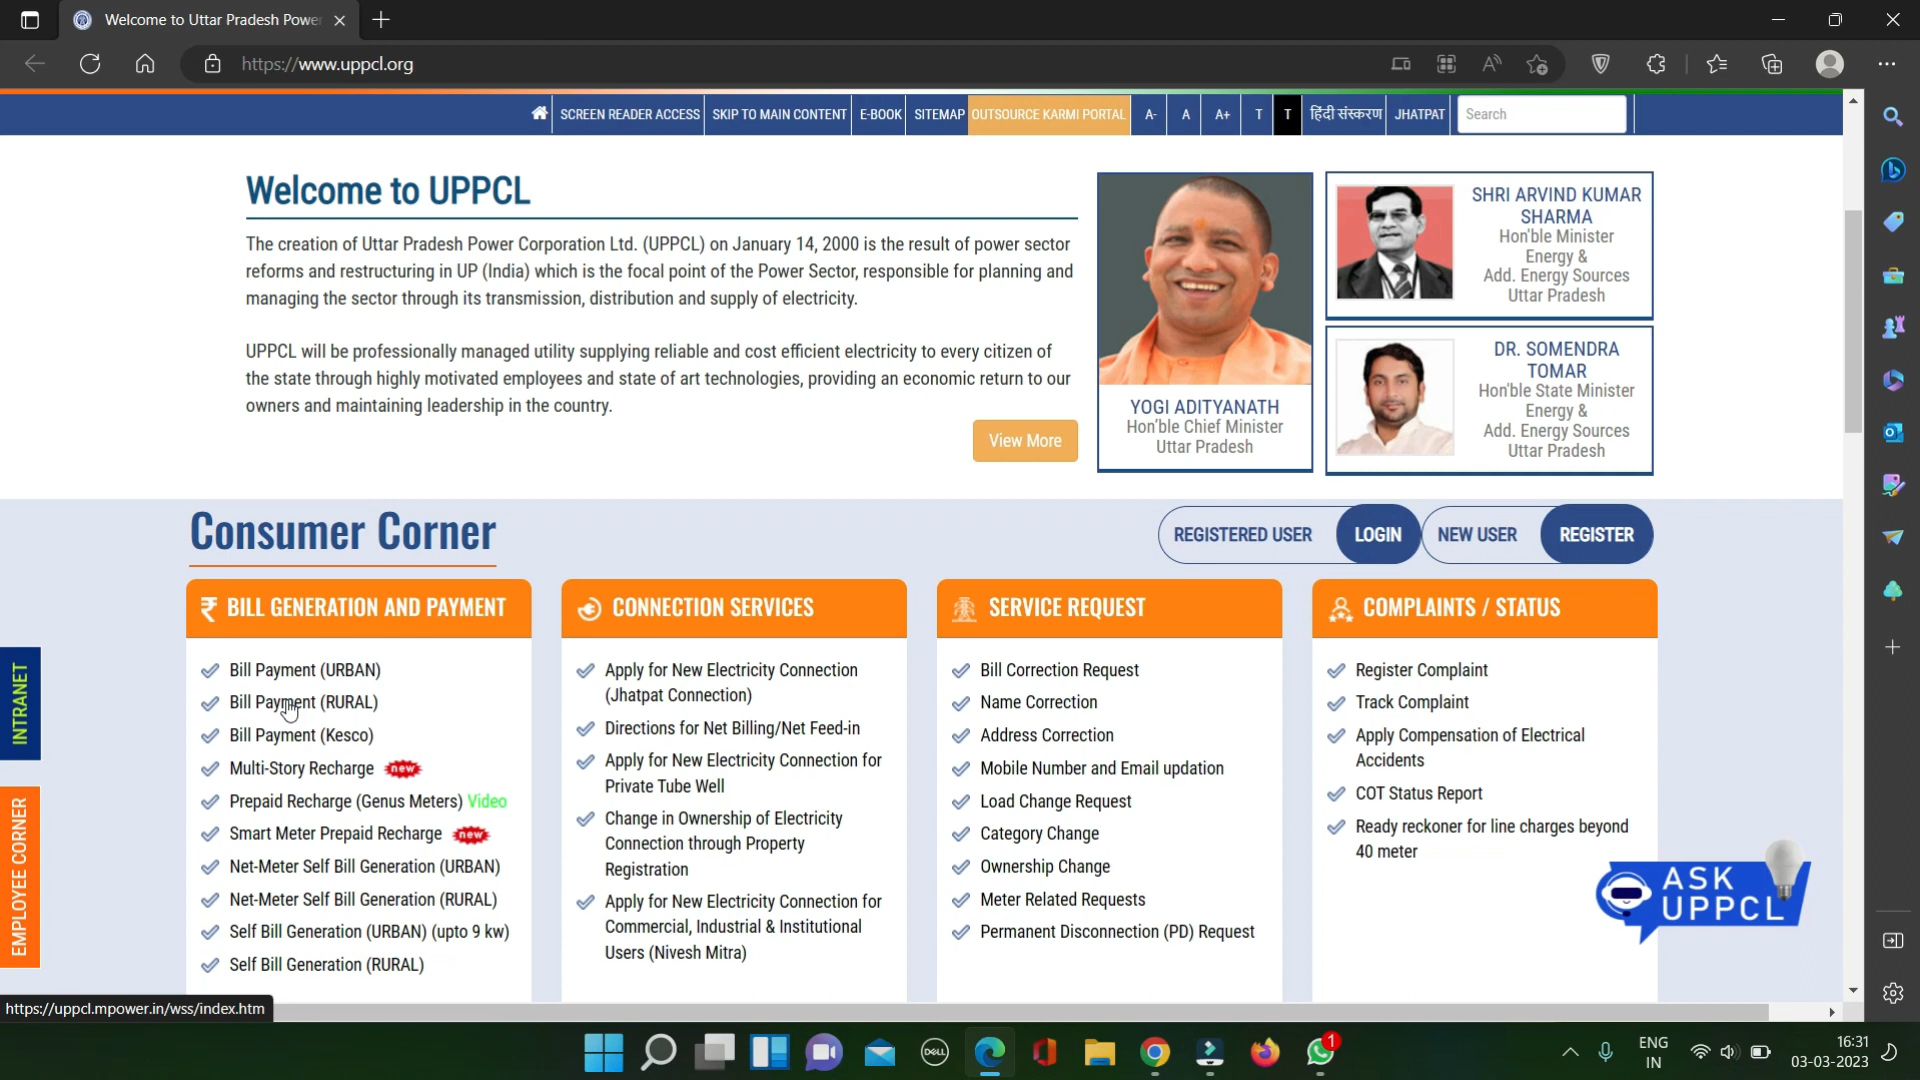 Welcome to Uttar Pradesh Power
https://www.uppcl.org
SCREEN READER ACCESS
SKIP TO MAIN CONTENT
E-BOOK
SITEMAP
OUTSOURCE KARMI PORTAL
A-
A
A+
T
T
हिंदी संस्करण
JHATPAT
Search
Welcome to UPPCL
The creation of Uttar Pradesh Power Corporation Ltd. (UPPCL) on January 14, 2000 is the result of power sector
reforms and restructuring in UP (India) which is the focal point of the Power Sector, responsible for planning and
managing the sector through its transmission, distribution and supply of electricity.
UPPCL will be professionally managed utility supplying reliable and cost efficient electricity to every citizen of
the state through highly motivated employees and state of art technologies, providing an economic return to our
owners and maintaining leadership in the country.
View More
YOGI ADITYANATH
Hon'ble Chief Minister
Uttar Pradesh
SHRI ARVIND KUMAR
SHARMA
Hon'ble Minister
Energy &
Add. Energy Sources
Uttar Pradesh
DR. SOMENDRA
TOMAR
Hon'ble State Minister
Energy &
Add. Energy Sources
Uttar Pradesh
Consumer Corner
REGISTERED USER
LOGIN
NEW USER
REGISTER
BILL GENERATION AND PAYMENT
Bill Payment (URBAN)
Bill Payment (RURAL)
Bill Payment (Kesco)
Multi-Story Recharge new
Prepaid Recharge (Genus Meters) Video
Smart Meter Prepaid Recharge new
Net-Meter Self Bill Generation (URBAN)
Net-Meter Self Bill Generation (RURAL)
Self Bill Generation (URBAN) (upto 9 kw)
Self Bill Generation (RURAL)
CONNECTION SERVICES
Apply for New Electricity Connection
(Jhatpat Connection)
Directions for Net Billing/Net Feed-in
Apply for New Electricity Connection for
Private Tube Well
Change in Ownership of Electricity
Connection through Property
Registration
Apply for New Electricity Connection for
Commercial, Industrial & Institutional
Users (Nivesh Mitra)
SERVICE REQUEST
Bill Correction Request
Name Correction
Address Correction
Mobile Number and Email updation
Load Change Request
Category Change
Ownership Change
Meter Related Requests
Permanent Disconnection (PD) Request
COMPLAINTS / STATUS
Register Complaint
Track Complaint
Apply Compensation of Electrical
Accidents
COT Status Report
Ready reckoner for line charges beyond
40 meter
ASK
UPPCL
INTRANET
EMPLOYEE CORNER
https://uppcl.mpower.in/wss/index.htm
DELL
1
ENG
IN
16:31
03-03-2023